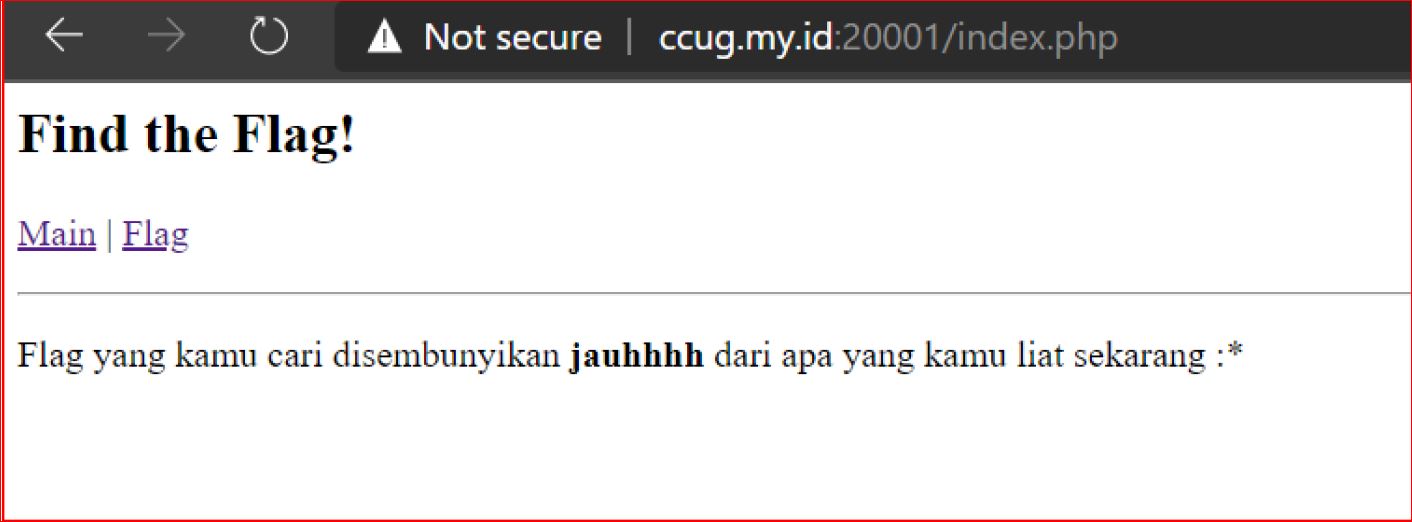 Not secure | ccug.my.id:20001/index.php
Find the Flag!
Main | Flag
Flag yang kamu cari disembunyikan jauhhhh dari apa yang kamu liat sekarang :*